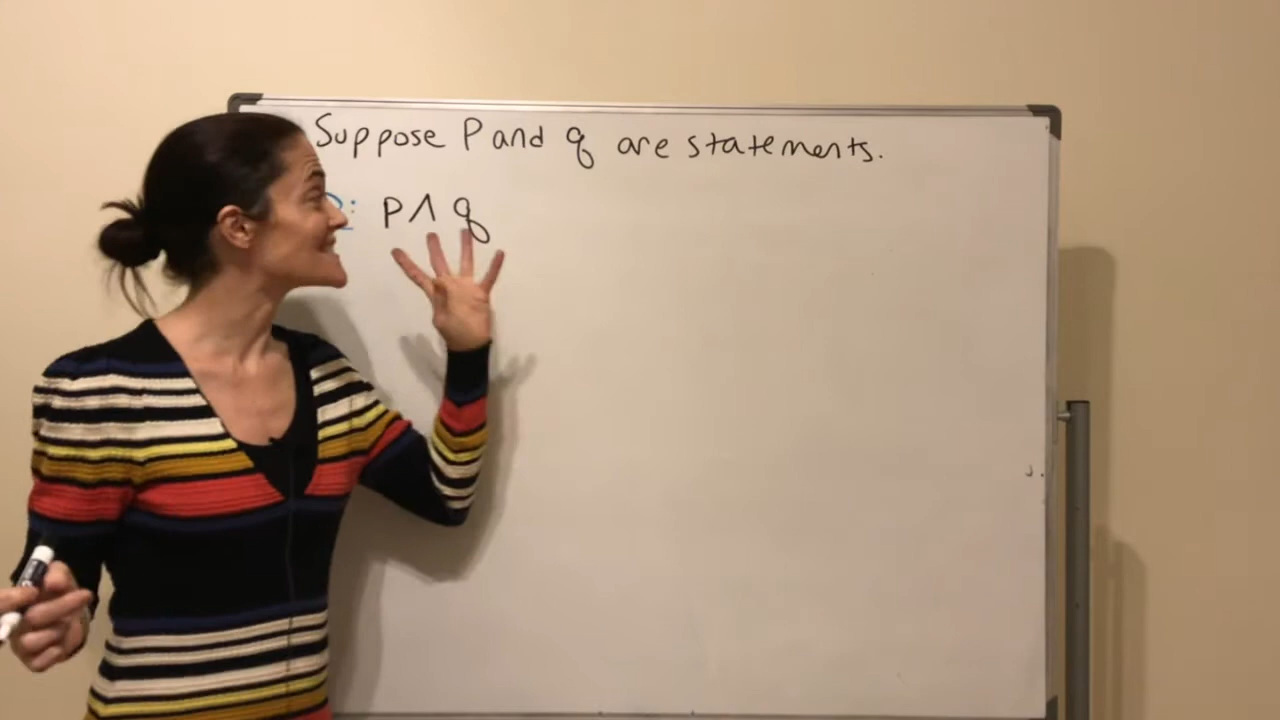 Suppose P and q are statements.
: p ∧ q